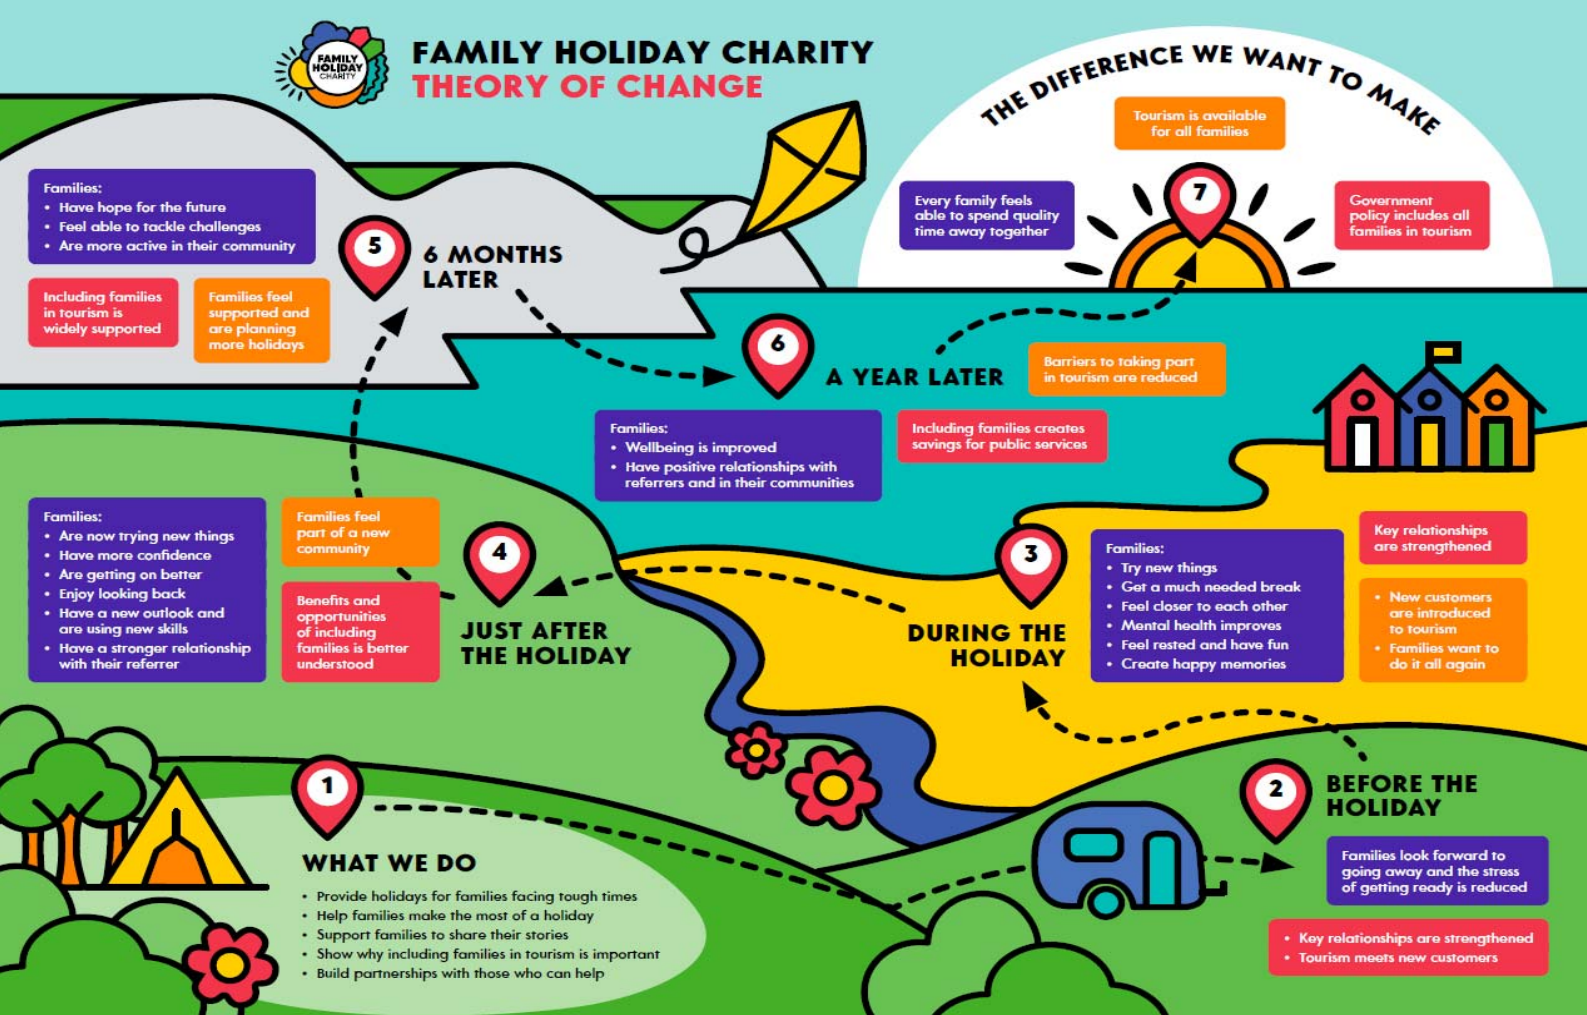 FAMILY
HOLIDAY
CHARITY
FAMILY HOLIDAY CHARITY
THEORY OF CHANGE
THE DIFFERENCE WE WANT TO MAKE
Tourism is available
for all families
7
Every family feels
able to spend quality
time away together
Government
policy includes all
families in tourism
Families:
• Have hope for the future
• Feel able to tackle challenges
• Are more active in their community
5
6 MONTHS
LATER
Including families
in tourism is
widely supported
Families feel
supported and
are planning
more holidays
6
A YEAR LATER
Barriers to taking part
in tourism are reduced
Families:
• Wellbeing is improved
• Have positive relationships with
referrers and in their communities
Including families creates
savings for public services
Families:
• Are now trying new things
• Have more confidence
• Are getting on better
• Enjoy looking back
• Have a new outlook and
are using new skills
• Have a stronger relationship
with their referrer
Families feel
part of a new
community
Benefits and
opportunities
of including
families is better
understood
4
JUST AFTER
THE HOLIDAY
3
DURING THE
HOLIDAY
Families:
• Try new things
• Get a much needed break
• Feel closer to each other
• Mental health improves
• Feel rested and have fun
• Create happy memories
Key relationships
are strengthened
• New customers
are introduced
to tourism
• Families want to
do it all again
1
WHAT WE DO
• Provide holidays for families facing tough times
• Help families make the most of a holiday
• Support families to share their stories
• Show why including families in tourism is important
• Build partnerships with those who can help
2
BEFORE THE
HOLIDAY
Families look forward to
going away and the stress
of getting ready is reduced
• Key relationships are strengthened
• Tourism meets new customers